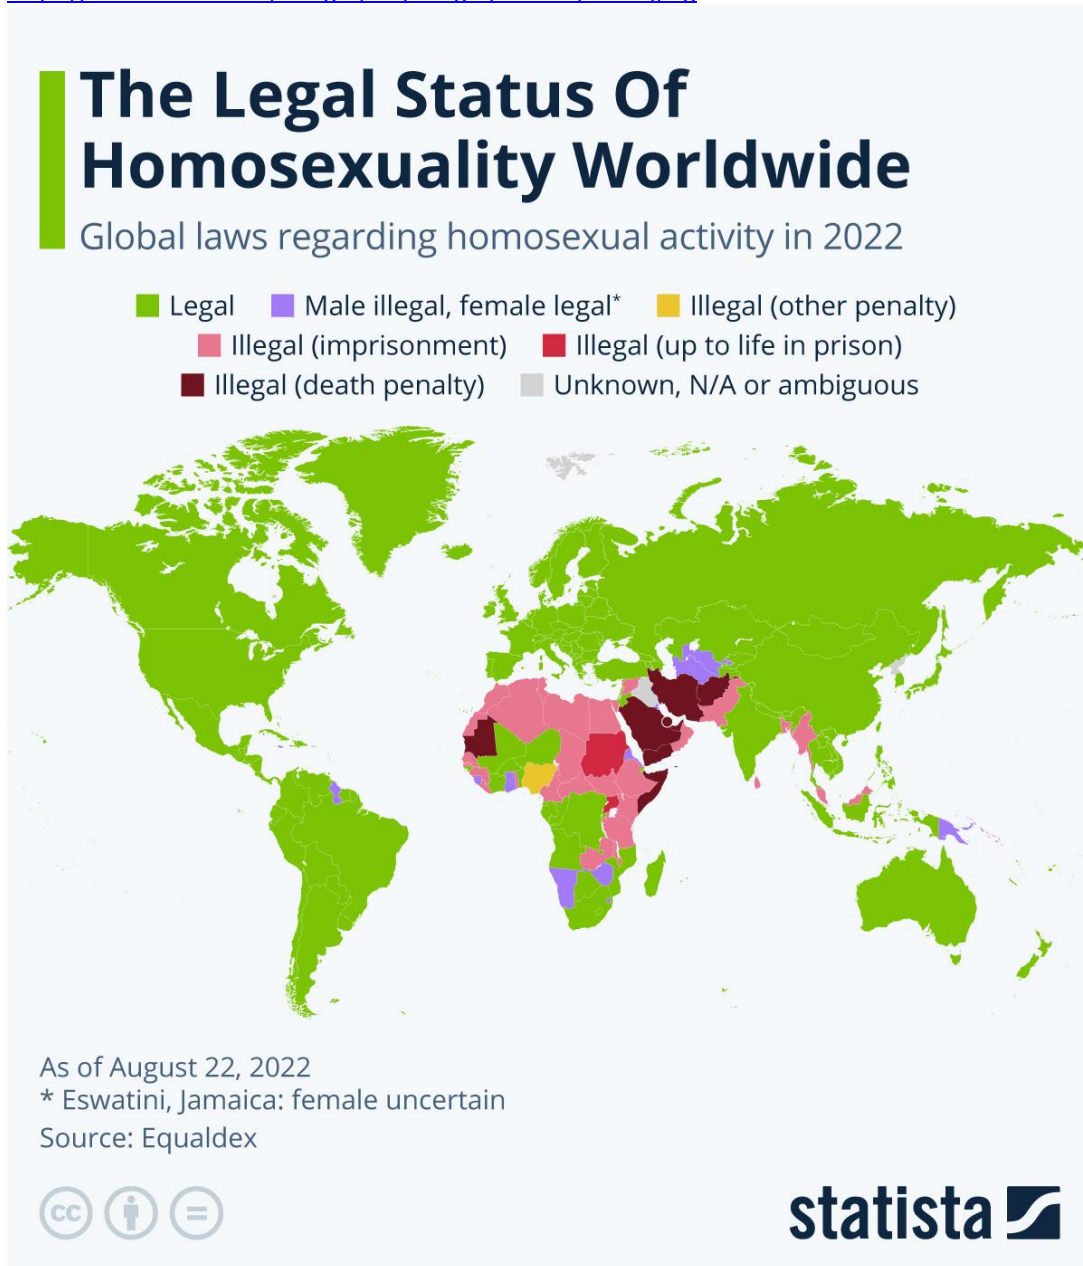 The Legal Status Of
Homosexuality Worldwide
Global laws regarding homosexual activity in 2022
Legal
Male illegal, female legal*
Illegal (other penalty)
Illegal (imprisonment)
Illegal (up to life in prison)
Illegal (death penalty)
Unknown, N/A or ambiguous
As of August 22, 2022
* Eswatini, Jamaica: female uncertain
Source: Equaldex
cc
statista